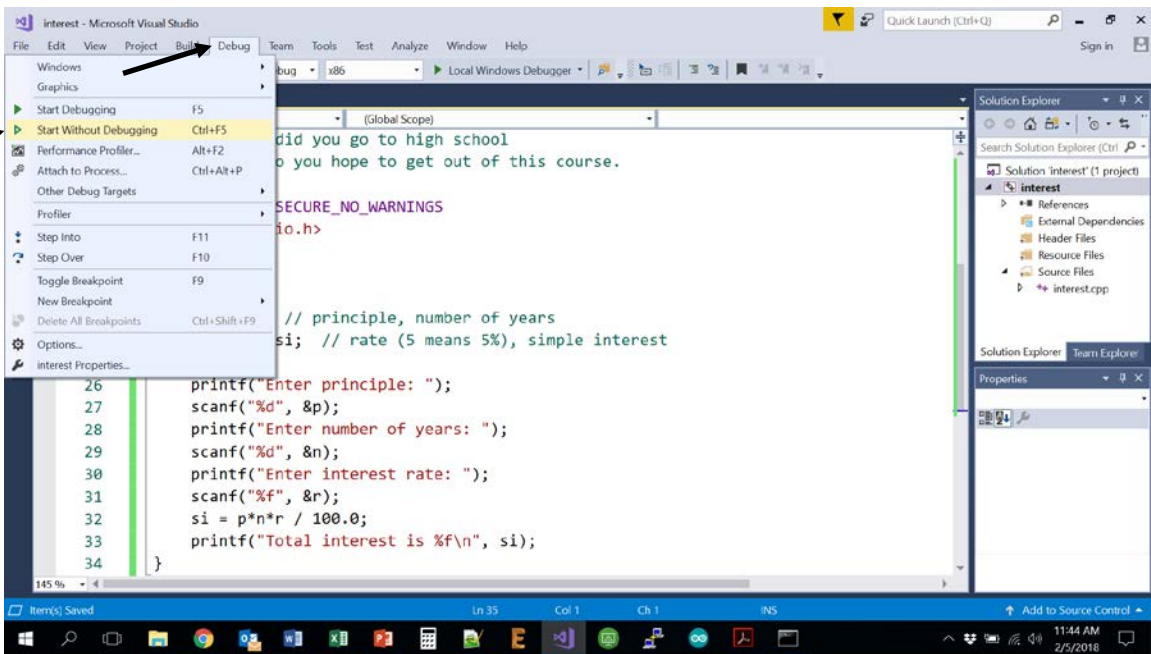 interest - Microsoft Visual Studio
Quick Launch (Ctrl+Q)
File Edit View Project Build Debug Team Tools Test Analyze Window Help
Sign in
x86 Local Windows Debugger
Windows
Graphics
Start Debugging F5
Start Without Debugging Ctrl+F5
Performance Profiler... Alt+F2
Attach to Process... Ctrl+Alt+P
Other Debug Targets
Profiler
Step Into F11
Step Over F10
Toggle Breakpoint F9
New Breakpoint
Delete All Breakpoints Ctrl+Shift+F9
Options...
interest Properties...
(Global Scope)
did you go to high school
o you hope to get out of this course.
SECURE_NO_WARNINGS
io.h>
// principle, number of years
si; // rate (5 means 5%), simple interest
26 printf("Enter principle: ");
27 scanf("%d", &p);
28 printf("Enter number of years: ");
29 scanf("%d", &n);
30 printf("Enter interest rate: ");
31 scanf("%f", &r);
32 si = p*n*r / 100.0;
33 printf("Total interest is %f\n", si);
34 }
145 %
Solution Explorer
Search Solution Explorer (Ctrl
Solution 'interest' (1 project)
interest
References
External Dependencies
Header Files
Resource Files
Source Files
interest.cpp
Solution Explorer Team Explorer
Properties
Item(s) Saved Ln 35 Col 1 Ch 1 INS Add to Source Control
11:44 AM
2/5/2018